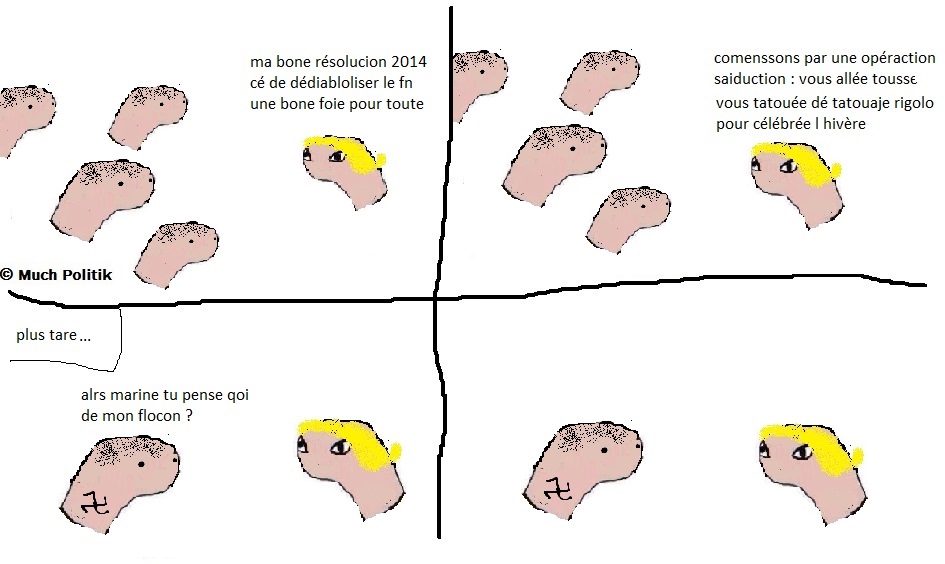 ma bone résolucion 2014
cé de dédiabloliser le fn
une bone foie pour toute
comenssons par une opéraction
saiduction : vous allée tousse
vous tatouée dé tatouaje rigolo
pour célébrée l hivère
© Much Politik
plus tare...
alrs marine tu pense qoi
de mon flocon ?